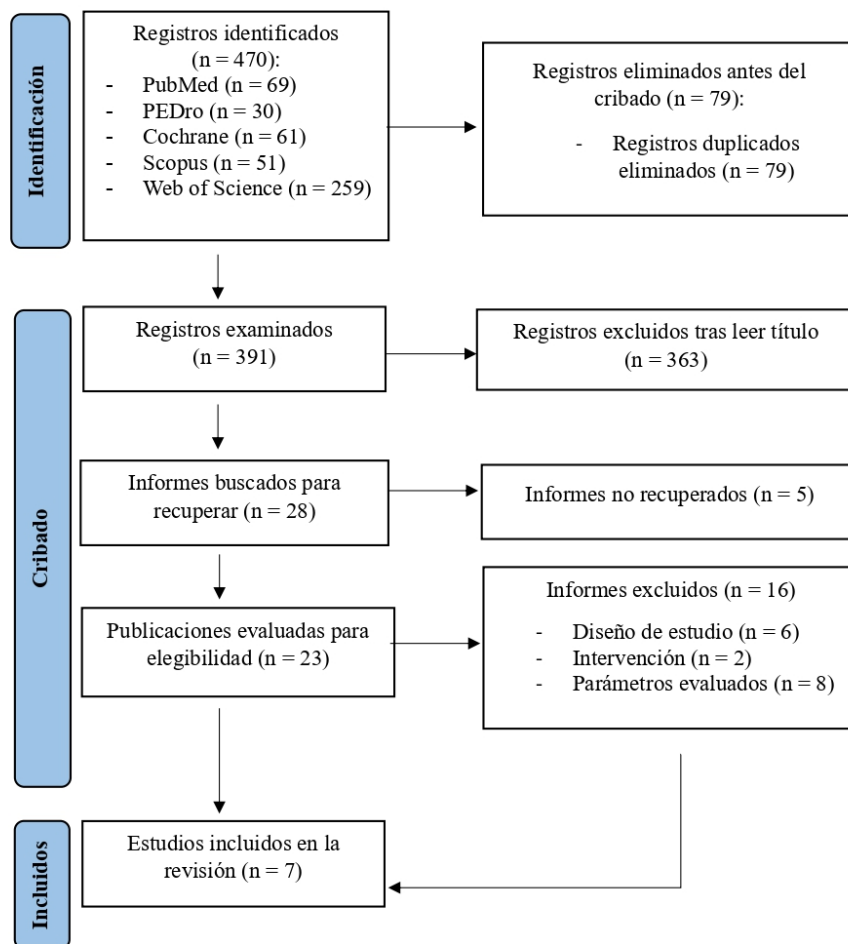 Identificación
Registros identificados
(n = 470):
- PubMed (n = 69)
- PEDro (n = 30)
- Cochrane (n = 61)
- Scopus (n = 51)
- Web of Science (n = 259)
Registros eliminados antes del
cribado (n = 79):
- Registros duplicados
eliminados (n = 79)
Cribado
Registros examinados
(n = 391)
Registros excluidos tras leer título
(n = 363)
Informes buscados para
recuperar (n = 28)
Informes no recuperados (n = 5)
Publicaciones evaluadas para
elegibilidad (n = 23)
Informes excluidos (n = 16)
- Diseño de estudio (n = 6)
- Intervención (n = 2)
- Parámetros evaluados (n = 8)
Incluidos
Estudios incluidos en la
revisión (n = 7)